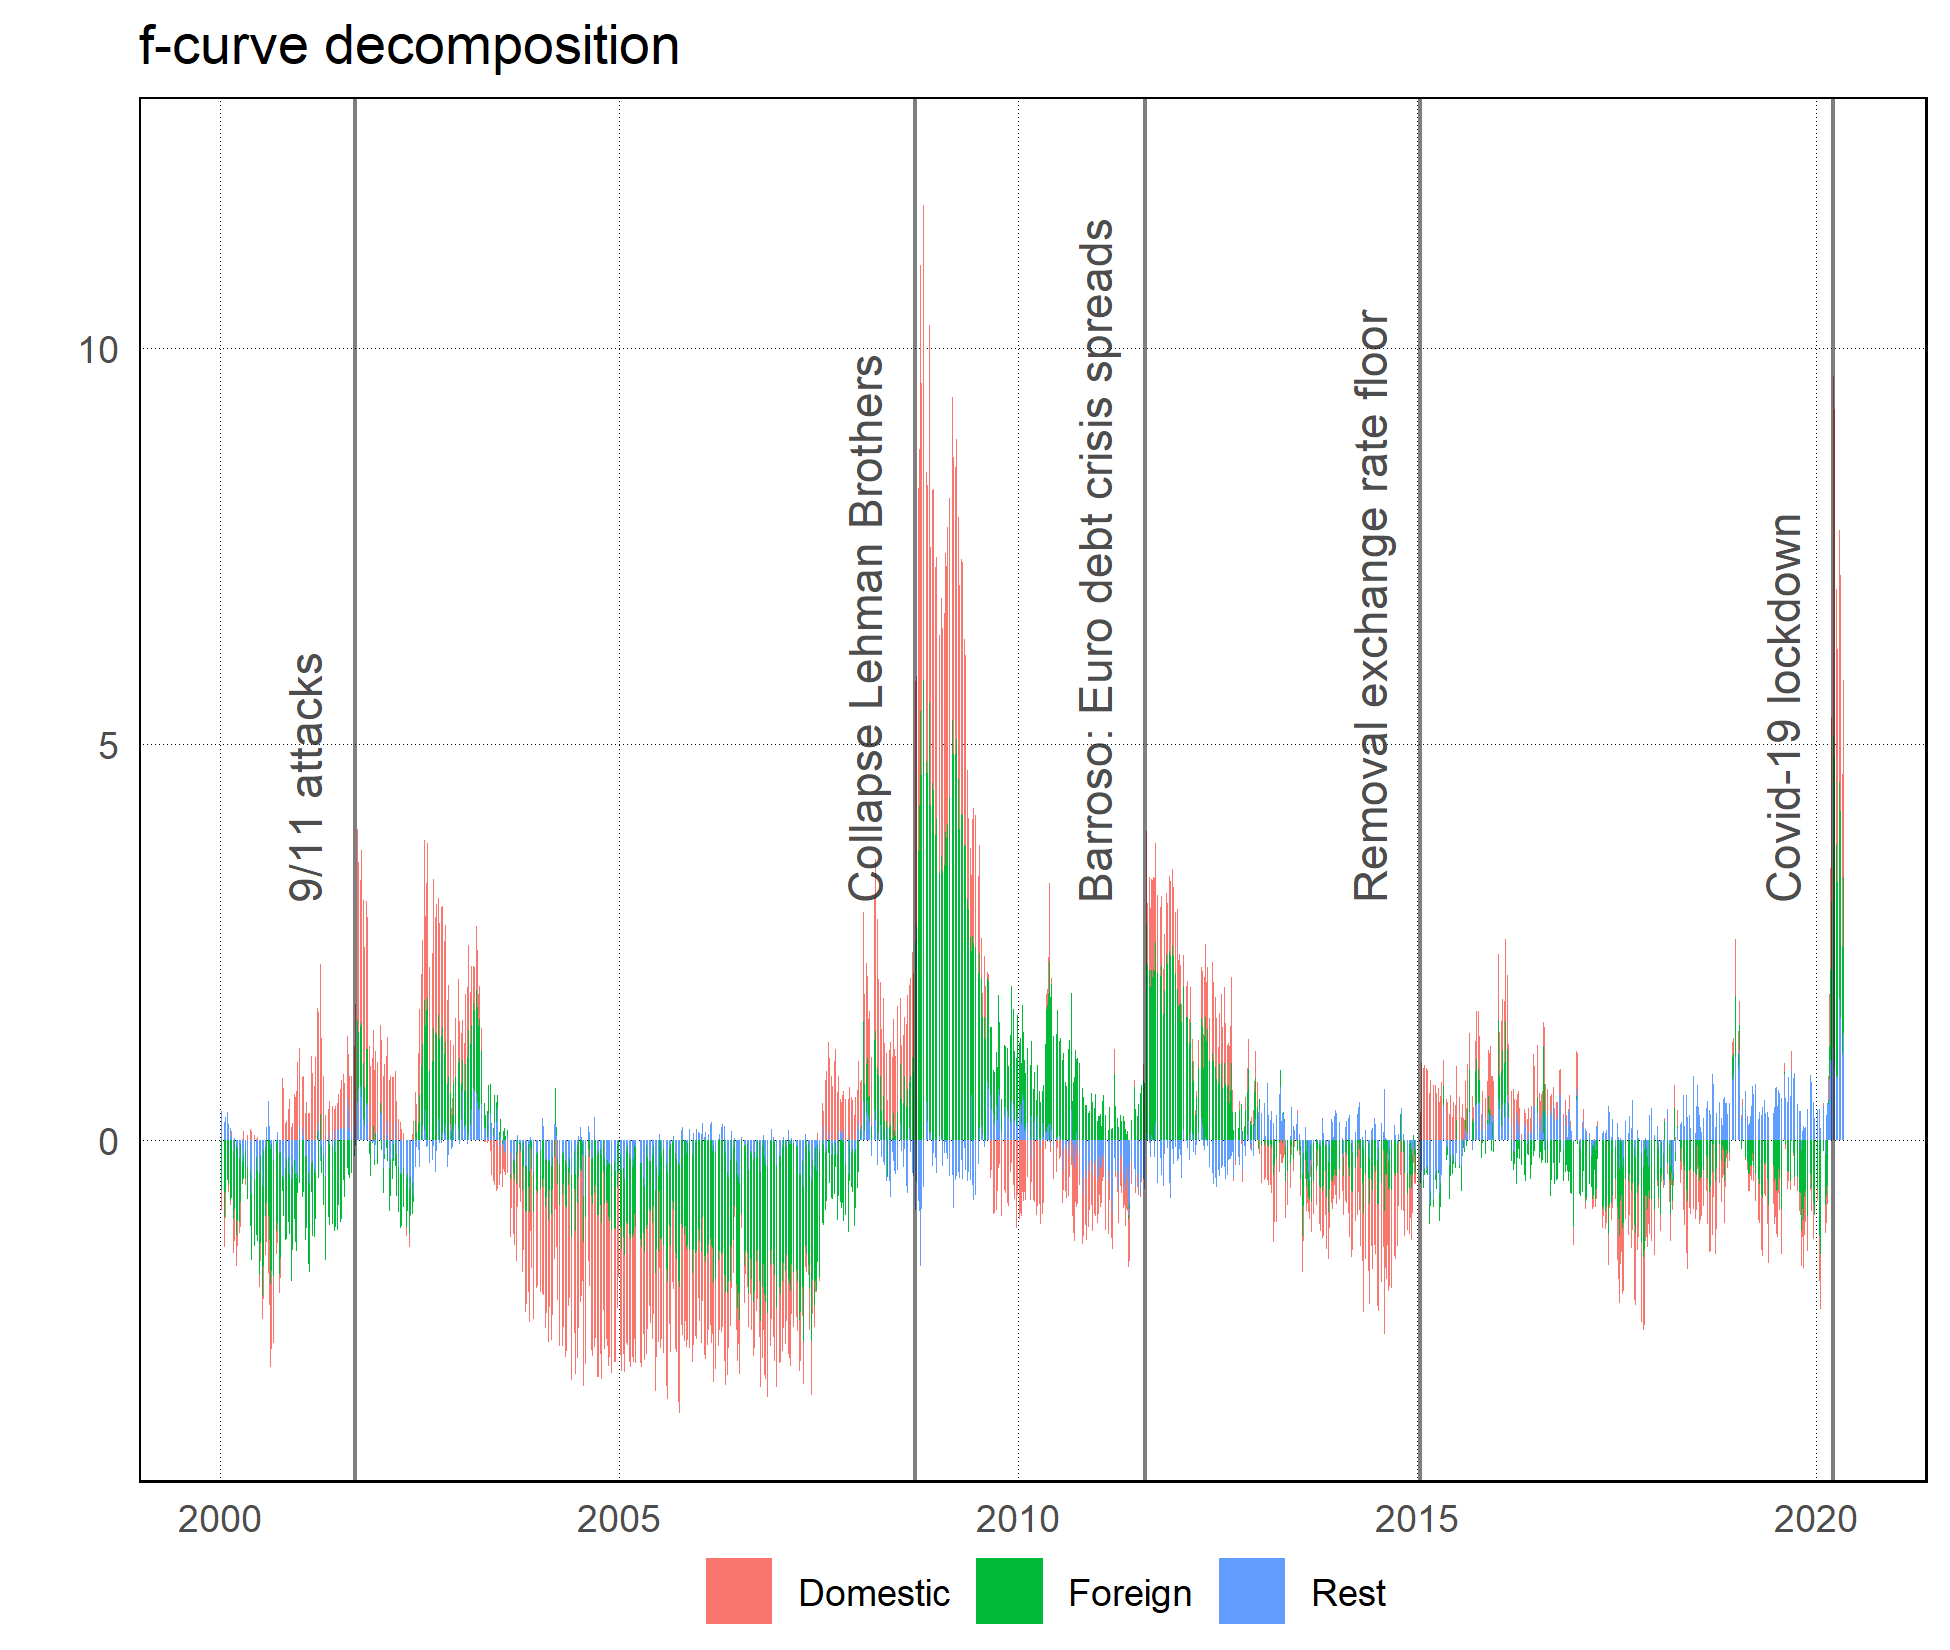 f-curve decomposition
10
5
0
9/11 attacks
Collapse Lehman Brothers
Barroso: Euro debt crisis spreads
Removal exchange rate floor
Covid-19 lockdown
2000 2005 2010 2015 2020
Domestic Foreign Rest